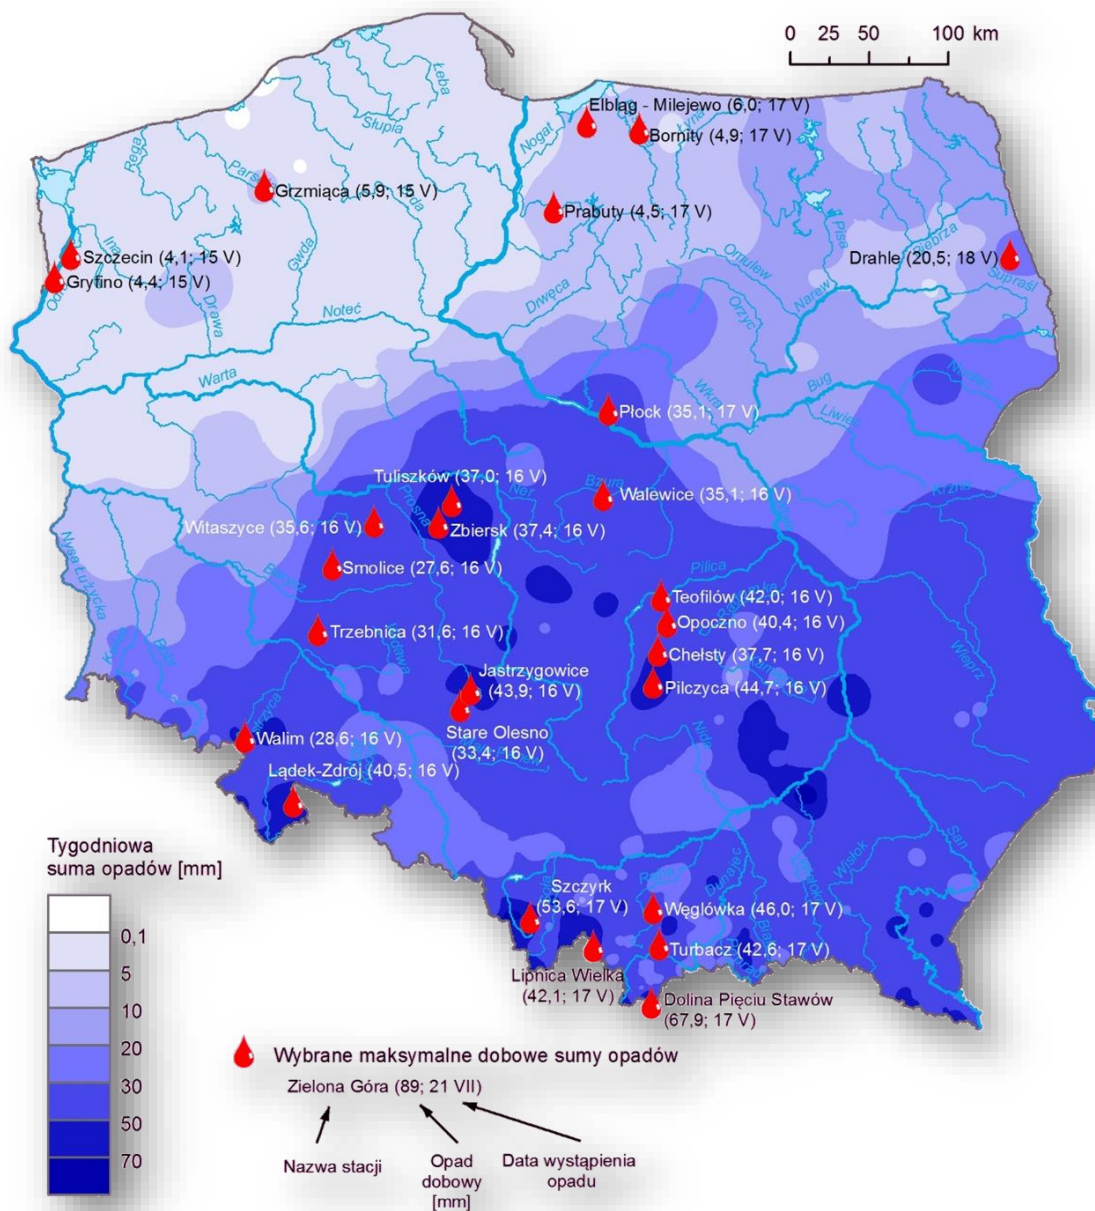 0 25 50 100 km
Elbląg - Milejewo (6,0; 17 V)
Bornity (4,9; 17 V)
Łeba
Słupia
Łyna
Nogat
Rega
Grzmiąca (5,9; 15 V)
Prabuty (4,5; 17 V)
Szczecin (4,1; 15 V)
Ina
Gwda
Pisa
Biebrza
Drahle (20,5; 18 V)
Gryfino (4,4; 15 V)
Supraśl
Omulew
Drwęca
Narew
Drawa
Noteć
Orzyc
Warta
Wkra
Bug
Nurzec
Liwiec
Płock (35,1; 17 V)
Tuliszków (37,0; 16 V)
Ner
Bzura
Walewice (35,1; 16 V)
Krzna
Prosna
Witaszyce (35,6; 16 V)
Zbiersk (37,4; 16 V)
Nysa Łużycka
Barycz
Smolice (27,6; 16 V)
Pilica
Teofilów (42,0; 16 V)
Opoczno (40,4; 16 V)
Trzebnica (31,6; 16 V)
Widawa
Chełsty (37,7; 16 V)
Wieprz
Jastrzygowice
(43,9; 16 V)
Pilczyca (44,7; 16 V)
Stare Olesno
(33,4; 16 V)
Walim (28,6; 16 V)
Nida
Lądek-Zdrój (40,5; 16 V)
San
Wisłok
Dunajec
Szczyrk
(53,6; 17 V)
Węglówka (46,0; 17 V)
Turbacz (42,6; 17 V)
Lipnica Wielka
(42,1; 17 V)
Dolina Pięciu Stawów
(67,9; 17 V)
Tygodniowa
suma opadów [mm]
0,1
5
10
20
30
50
70
Wybrane maksymalne dobowe sumy opadów
Zielona Góra (89; 21 VII)
Nazwa stacji
Opad
dobowy
[mm]
Data wystąpienia
opadu